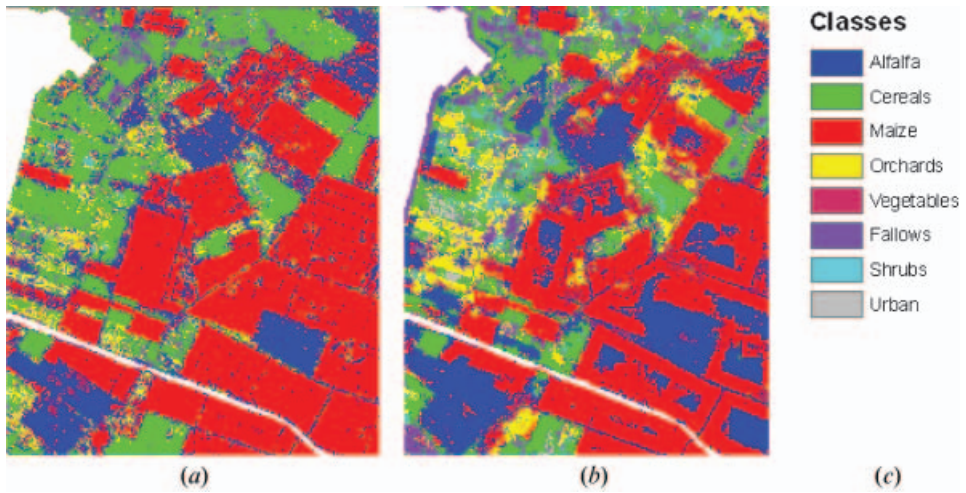 Classes
Alfalfa
Cereals
Maize
Orchards
Vegetables
Fallows
Shrubs
Urban
(a)
(b)
(c)